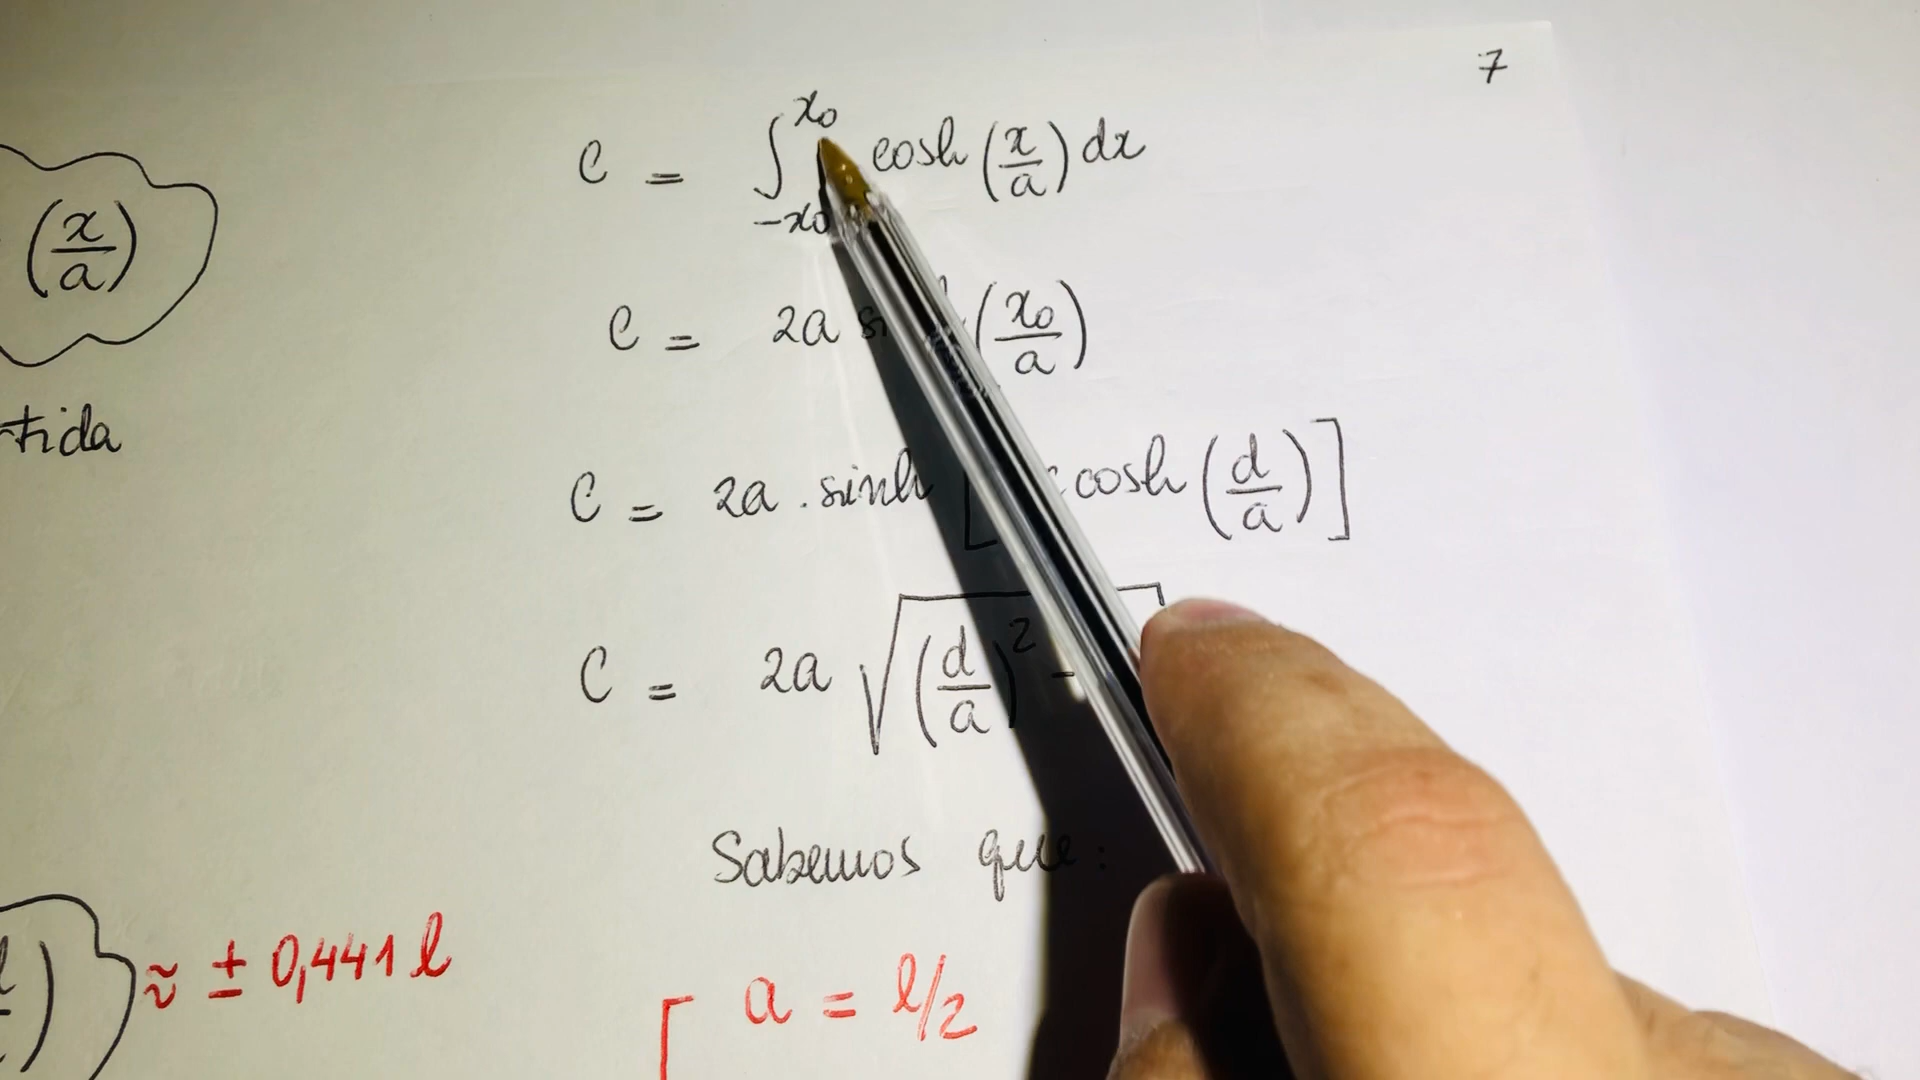 7
C = ∫_{-x₀}^{x₀} cosh (x/a) dx
(x/a)
C = 2a (x₀/a)
C = 2a . sinh [ cosh (d/a) ]
tida
C = 2a √(d/a)² -
Sabemos que :
≈ ± 0,441 l
a = l/2